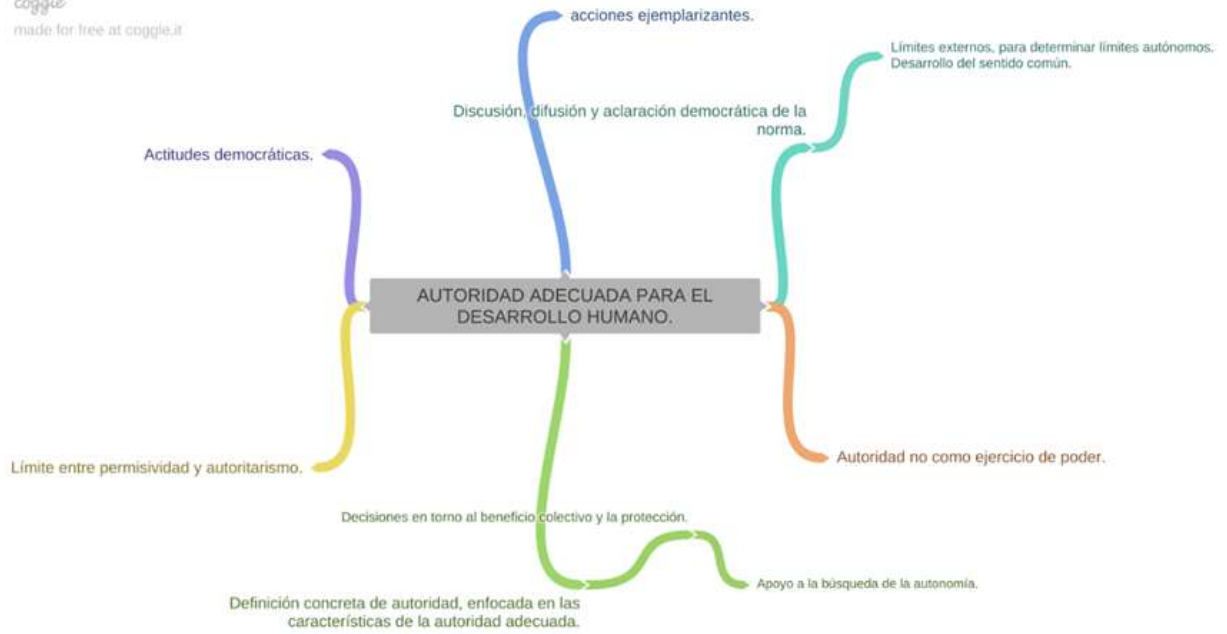 coggle
made for free at coggle.it
acciones ejemplarizantes.
Límites externos, para determinar límites autónomos.
Desarrollo del sentido común.
Discusión, difusión y aclaración democrática de la
norma.
Actitudes democráticas.
AUTORIDAD ADECUADA PARA EL
DESARROLLO HUMANO.
Límite entre permisividad y autoritarismo.
Autoridad no como ejercicio de poder.
Decisiones en torno al beneficio colectivo y la protección.
Apoyo a la búsqueda de la autonomía.
Definición concreta de autoridad, enfocada en las
características de la autoridad adecuada.